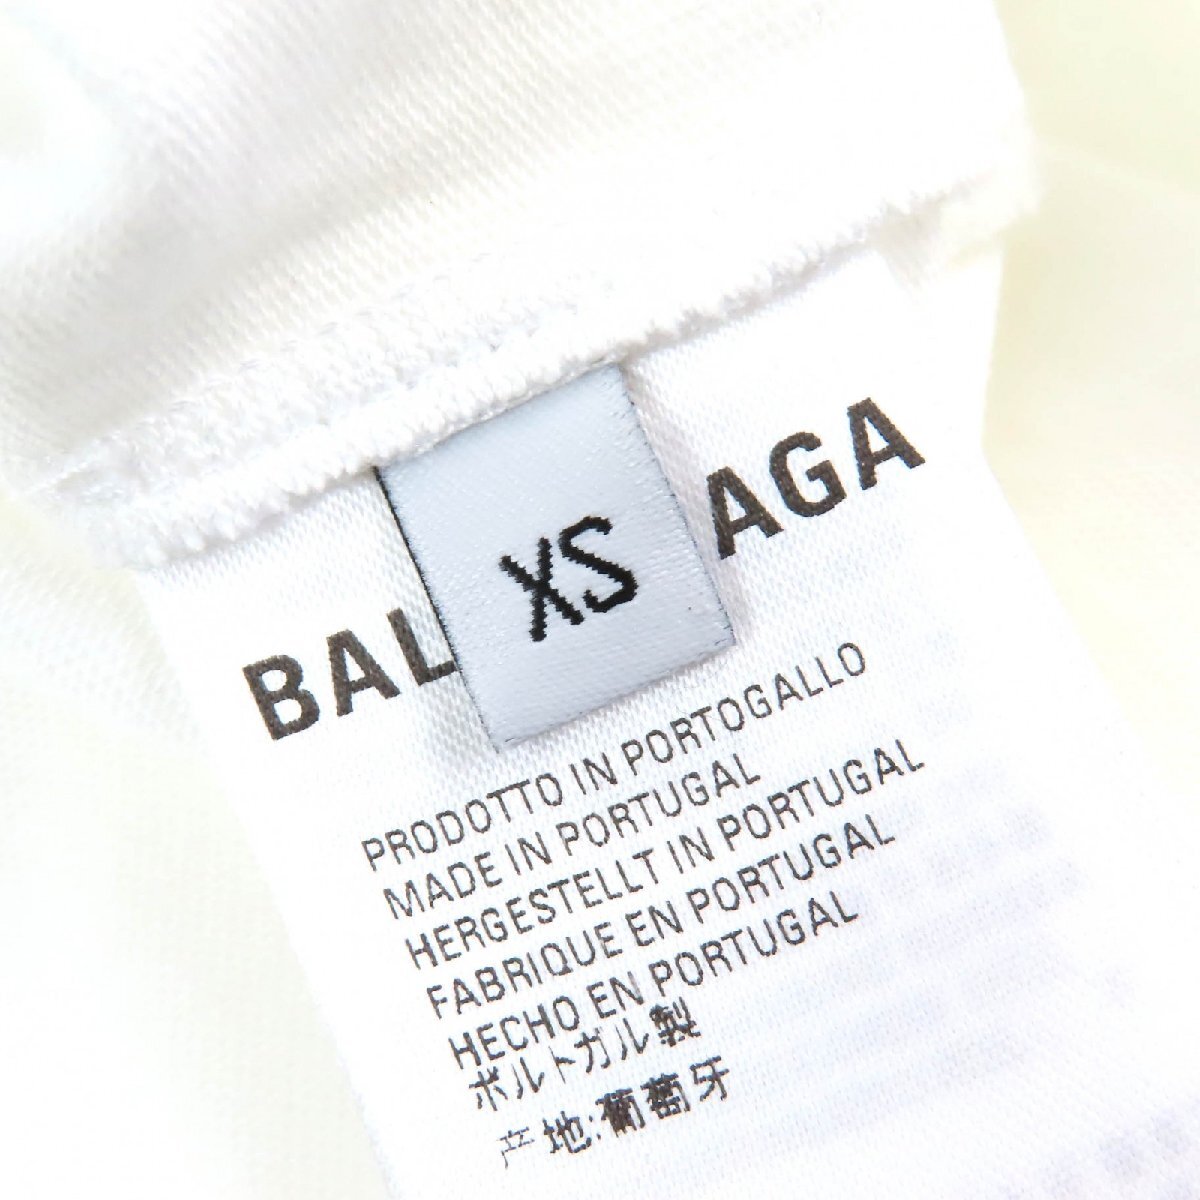 BAL AGA
XS
PRODOTTO IN PORTOGALLO
MADE IN PORTUGAL
HERGESTELLT IN PORTUGAL
FABRIQUE EN PORTUGAL
HECHO EN PORTUGAL
ポルトガル製
产地:葡萄牙